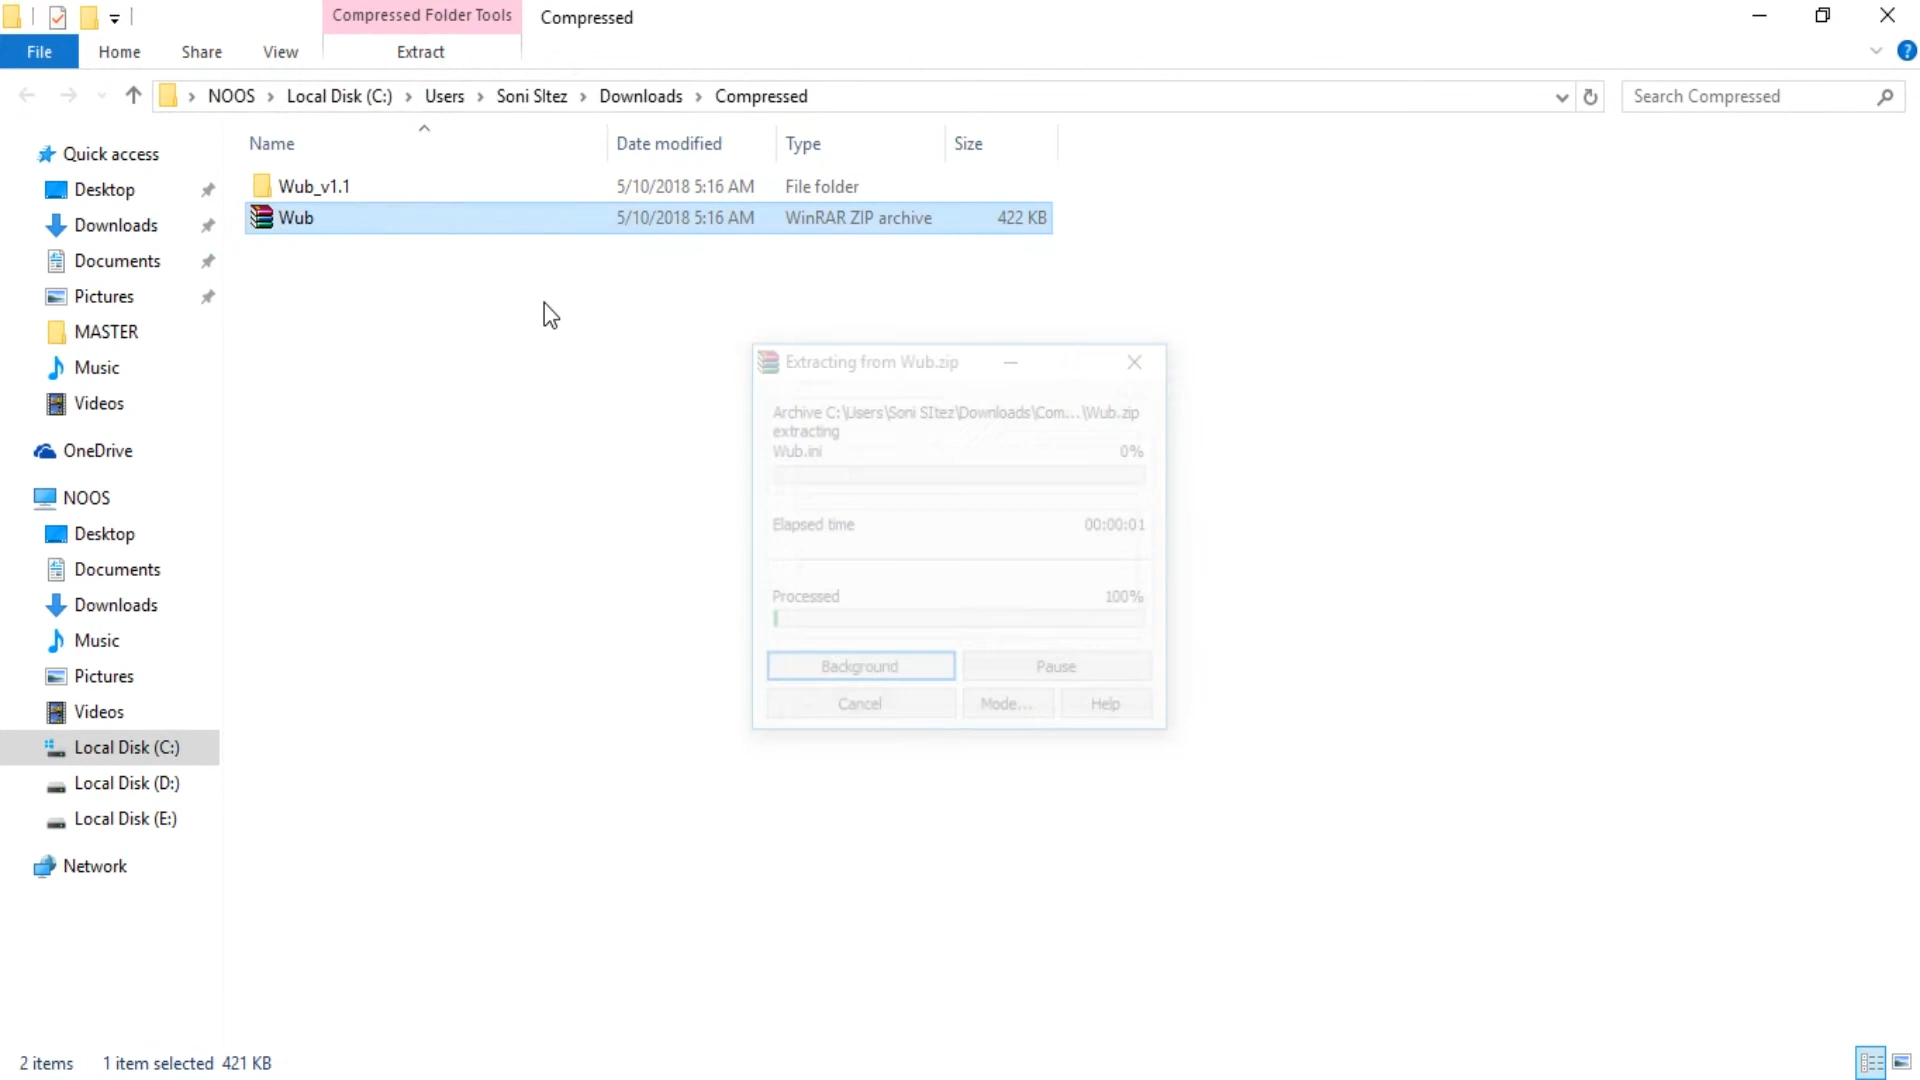 Compressed Folder Tools
Compressed
File
Home
Share
View
Extract
NOOS
Local Disk (C:)
Users
Soni SItez
Downloads
Compressed
Search Compressed
Name
Date modified
Type
Size
Wub_v1.1
5/10/2018 5:16 AM
File folder
Wub
5/10/2018 5:16 AM
WinRAR ZIP archive
422 KB
Quick access
Desktop
Downloads
Documents
Pictures
MASTER
Music
Videos
OneDrive
NOOS
Desktop
Documents
Downloads
Music
Pictures
Videos
Local Disk (C:)
Local Disk (D:)
Local Disk (E:)
Network
Extracting from Wub.zip
Archive C:\Users\Soni SItez\Downloads\Com...\Wub.zip
extracting
Wub.ini 0%
Elapsed time 00:00:01
Processed 100%
Background
Pause
Cancel
Mode...
Help
2 items
1 item selected 421 KB